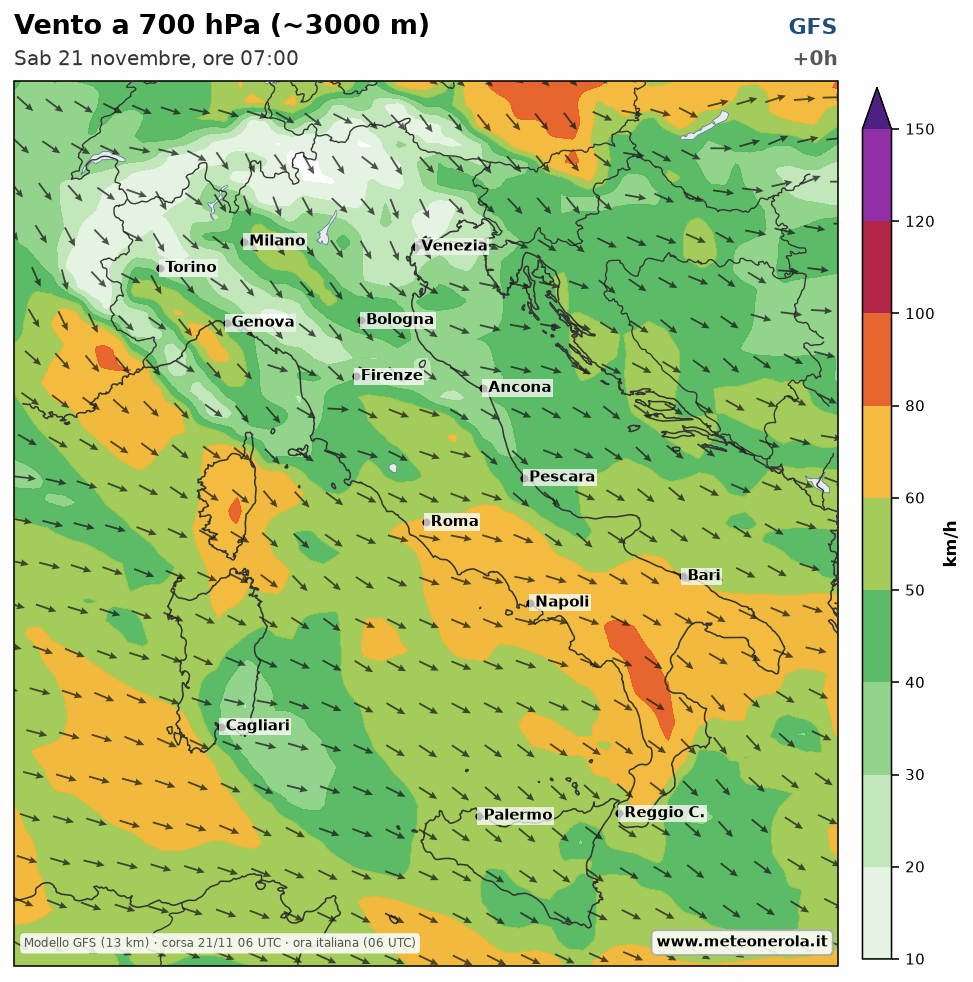 Vento a 700 hPa (~3000 m)
GFS
Sab 21 novembre, ore 07:00
+0h
150
120
100
80
60
50
40
30
20
10
km/h
Milano
Venezia
Torino
Genova
Bologna
Firenze
Ancona
Pescara
Roma
Bari
Napoli
Cagliari
Palermo
Reggio C.
Modello GFS (13 km) · corsa 21/11 06 UTC · ora italiana (06 UTC)
www.meteonerola.it